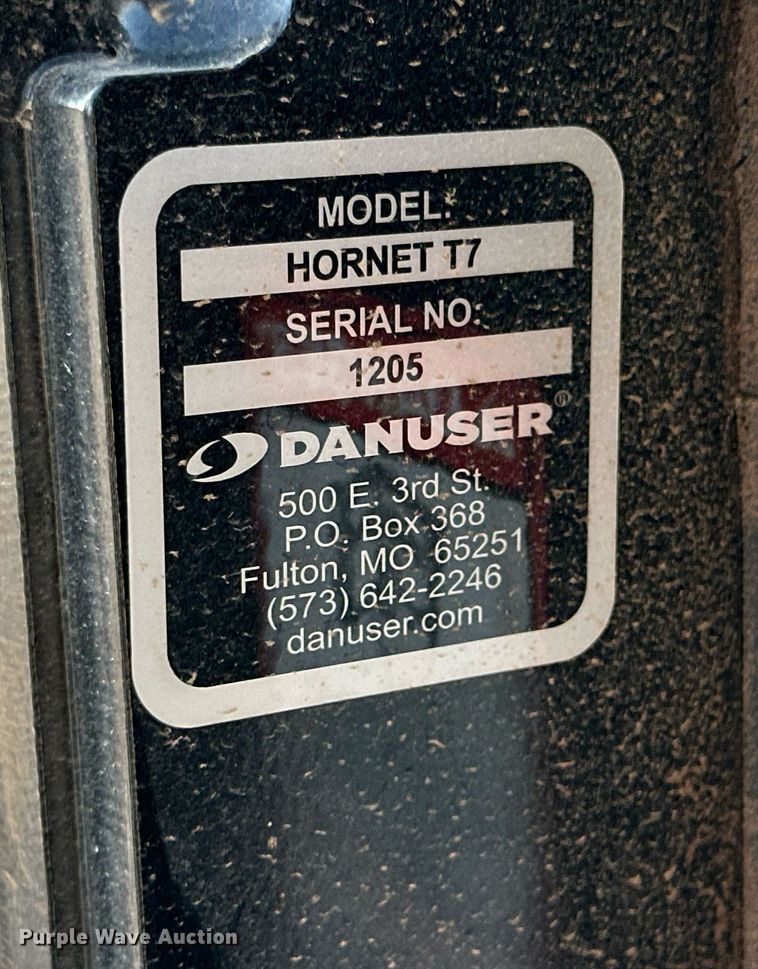 MODEL:
HORNET T7
SERIAL NO:
1205
DANUSER®
500 E. 3rd St.
P.O. Box 368
Fulton, MO 65251
(573) 642-2246
danuser.com
Purple Wave Auction